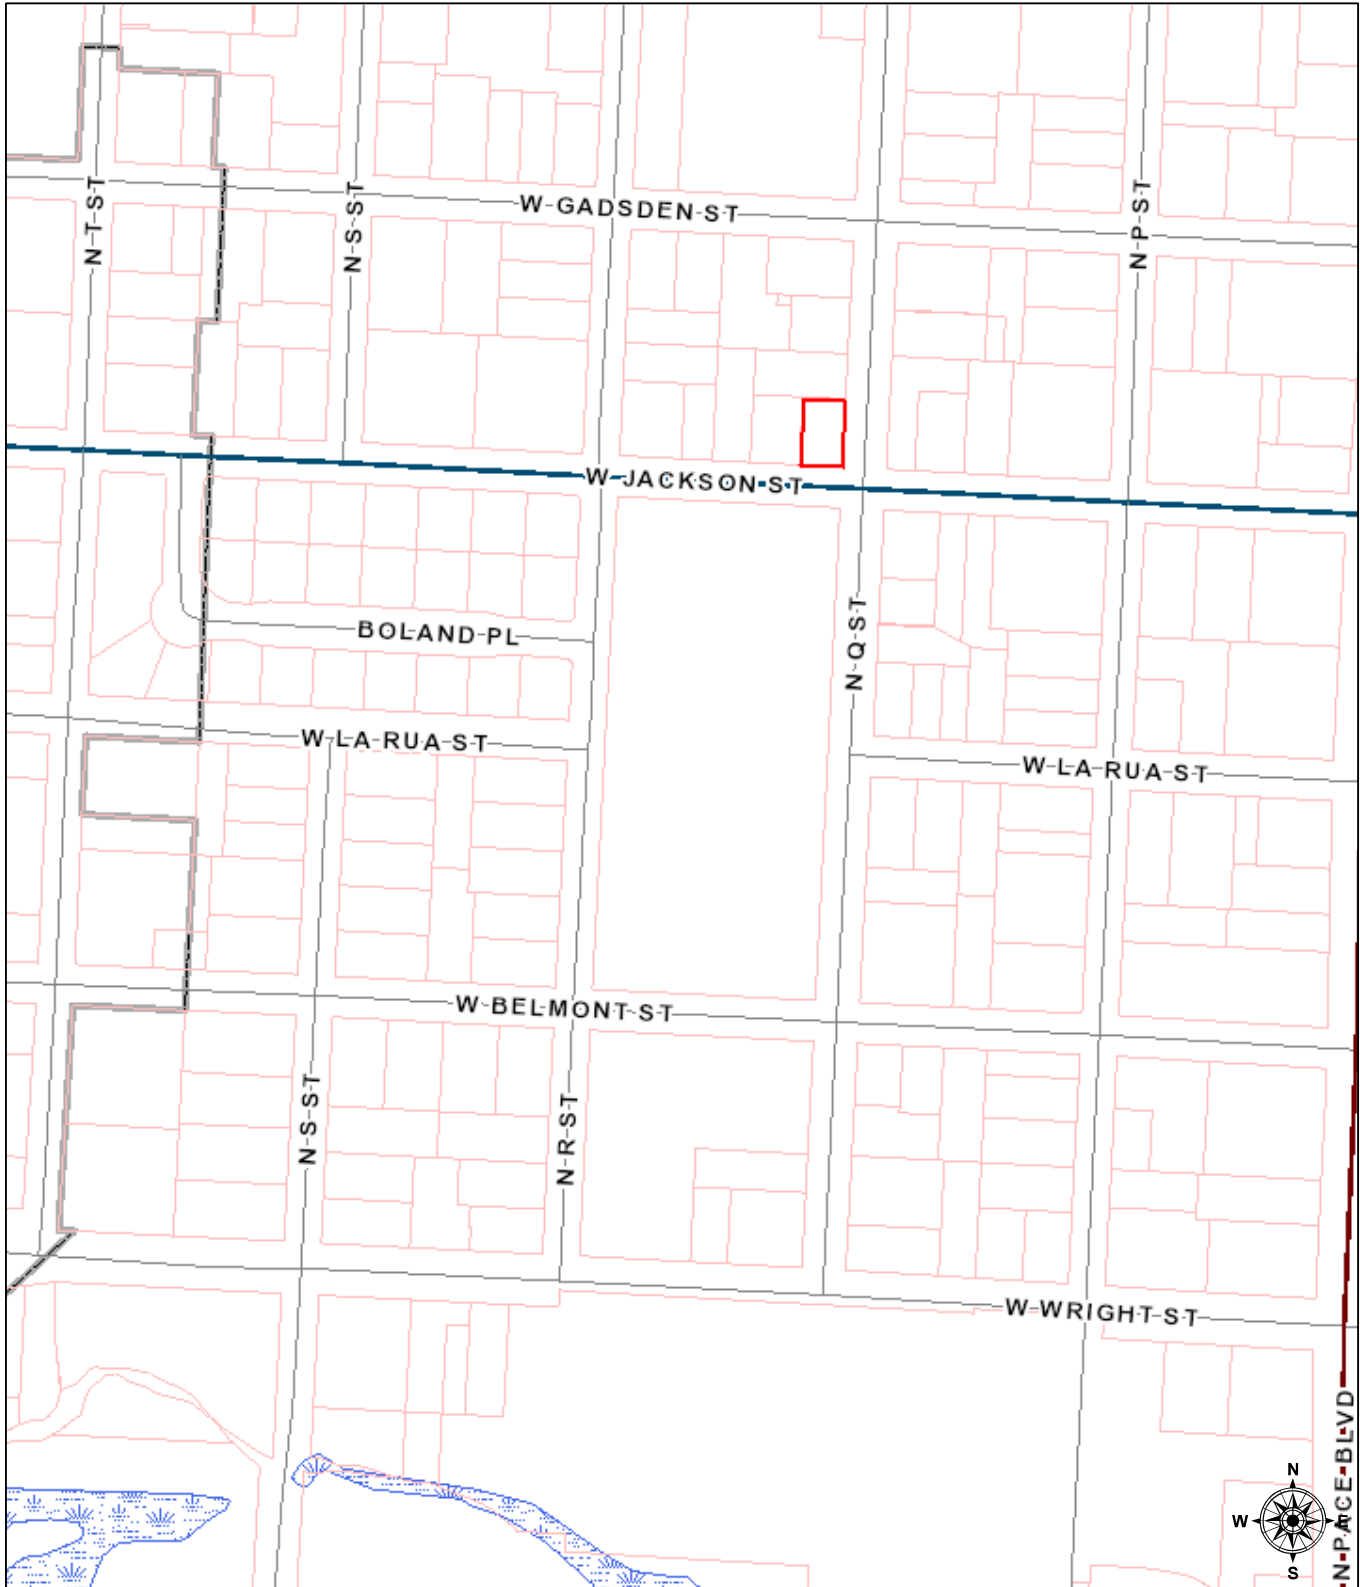 N T ST
N S ST
W GADSDEN ST
N P ST
W JACKSON ST
BOLAND PL
N Q ST
W LA RUA ST
W LA RUA ST
W BELMONT ST
N S ST
N R ST
W WRIGHT ST
N PACE BLVD
N
W
E
S